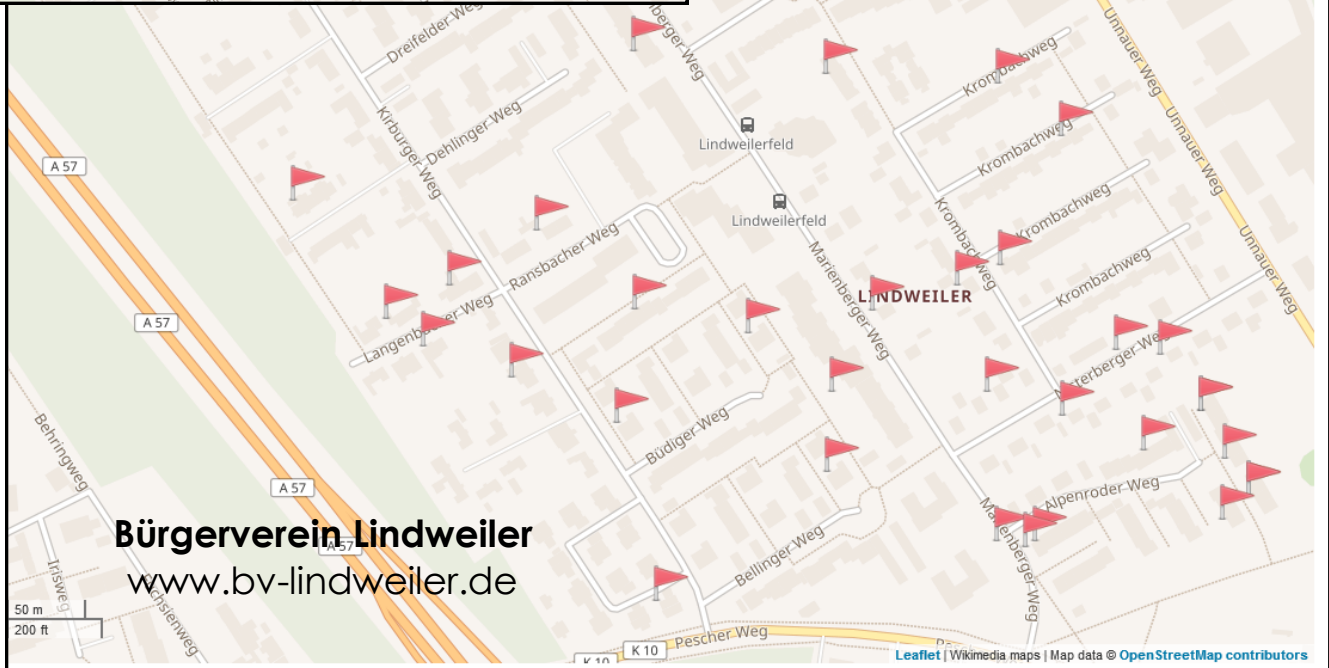 Dreifelder Weg
Unnauer Weg
Krombachweg
Kirburger Weg
Dehlinger Weg
Lindweilerfeld
Krombachweg
A 57
Unnauer Weg
Krombachweg
Krombachweg
Lindweilerfeld
Ransbacher Weg
Marienberger Weg
Krombachweg
Unnauer Weg
LINDWEILER
A 57
Langenbacher Weg
Büdiger Weg
Behringweg
A 57
Alpenroder Weg
Marienberger Weg
Bürgerverein Lindweiler
A 57
www.bv-lindweiler.de
Bellinger Weg
Irisweg
50 m
200 ft
Pescher Weg
K 10
K 10
Leaflet | Wikimedia maps | Map data © OpenStreetMap contributors